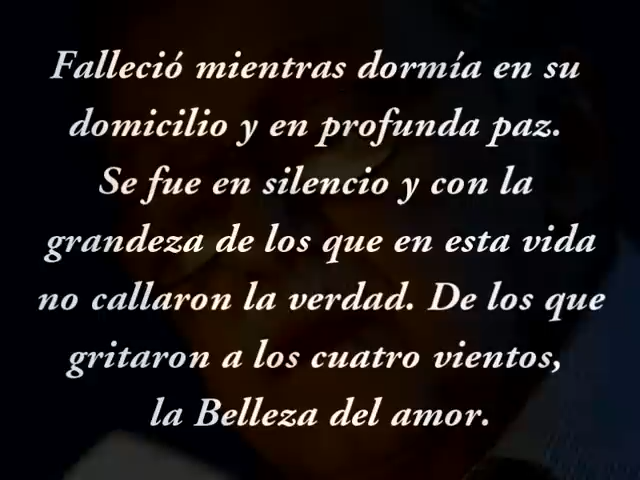 Falleció mientras dormía en su
domicilio y en profunda paz.
Se fue en silencio y con la
grandeza de los que en esta vida
no callaron la verdad. De los que
gritaron a los cuatro vientos,
la Belleza del amor.